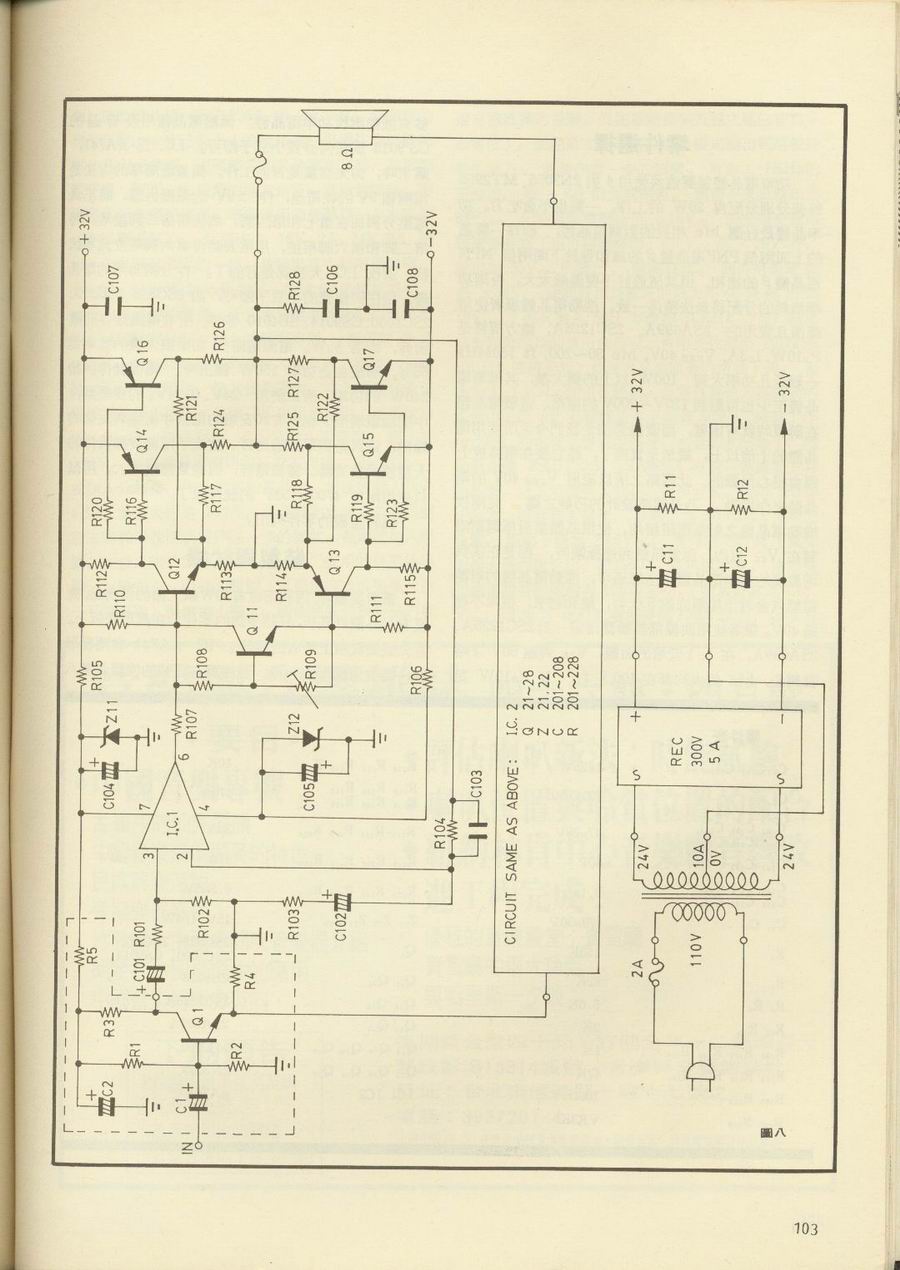 IN
C1
+
C2
+
R1
R2
R3
Q1
R4
R5
C101
+
R101
R102
R103
C102
+
3
2
I.C.1
7
4
6
C104
+
Z11
C105
+
Z12
R104
C103
R105
R106
R107
R108
R109
Q11
R110
R111
R112
Q12
R113
R114
Q13
R115
R120
R116
R117
R118
R119
R123
Q14
R121
R124
R125
R122
Q15
Q16
R126
R127
Q17
C107
+ 32V
R128
C106
C108
- 32V
8 Ω
CIRCUIT SAME AS ABOVE: I.C. 2
Q 21~28
Z 21.22
C 201~208
R 201~228
2A
110V
24V
10A
0V
24V
S
S
REC
300V
5A
+
−
C11
+
C12
+
R11
R12
+ 32V
- 32V
圖八
103